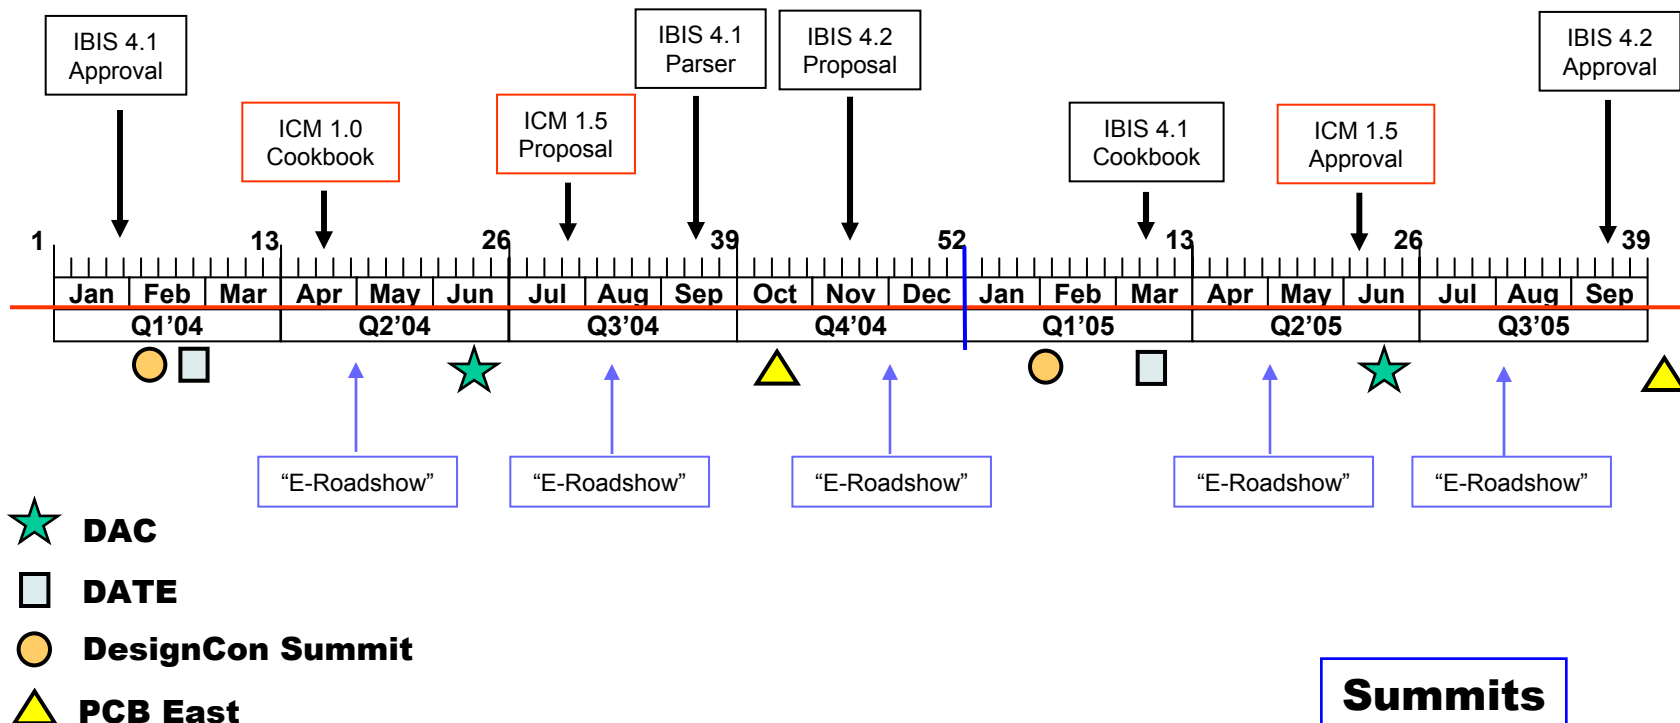 IBIS 4.1
Approval
ICM 1.0
Cookbook
ICM 1.5
Proposal
IBIS 4.1
Parser
IBIS 4.2
Proposal
IBIS 4.1
Cookbook
ICM 1.5
Approval
IBIS 4.2
Approval
1 13 26 39 52 13 26 39
Jan Feb Mar Apr May Jun Jul Aug Sep Oct Nov Dec Jan Feb Mar Apr May Jun Jul Aug Sep
Q1’04 Q2’04 Q3’04 Q4’04 Q1’05 Q2’05 Q3’05
“E-Roadshow” “E-Roadshow” “E-Roadshow” “E-Roadshow” “E-Roadshow”
DAC
DATE
DesignCon Summit
PCB East
Summits